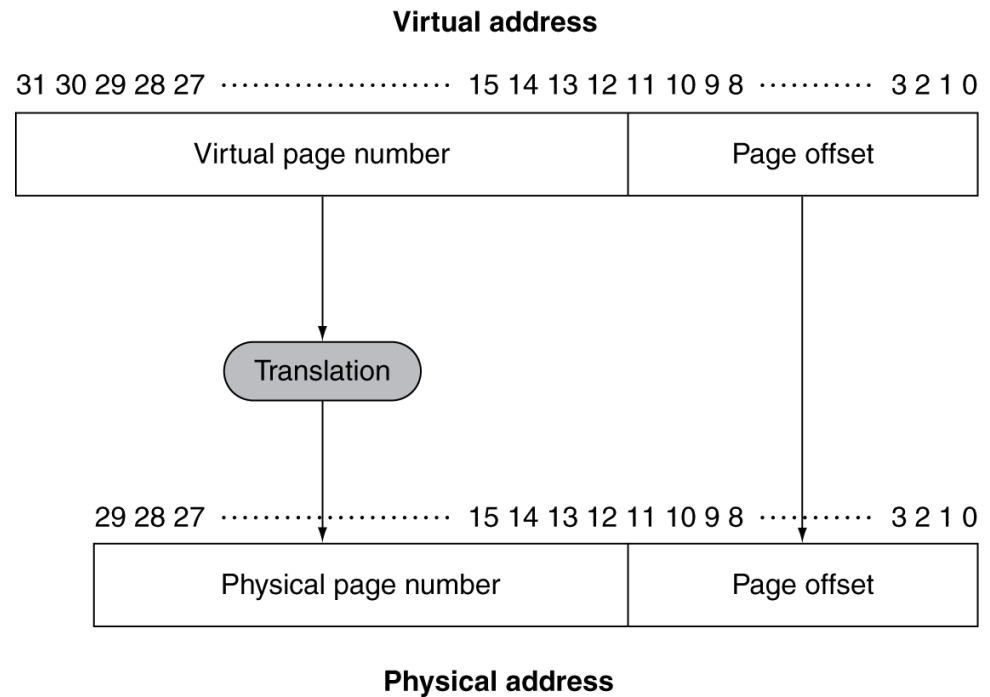 Virtual address
31 30 29 28 27 ······················ 15 14 13 12 11 10 9 8 ··········· 3 2 1 0
Virtual page number Page offset
Translation
29 28 27 ······················ 15 14 13 12 11 10 9 8 ··········· 3 2 1 0
Physical page number Page offset
Physical address